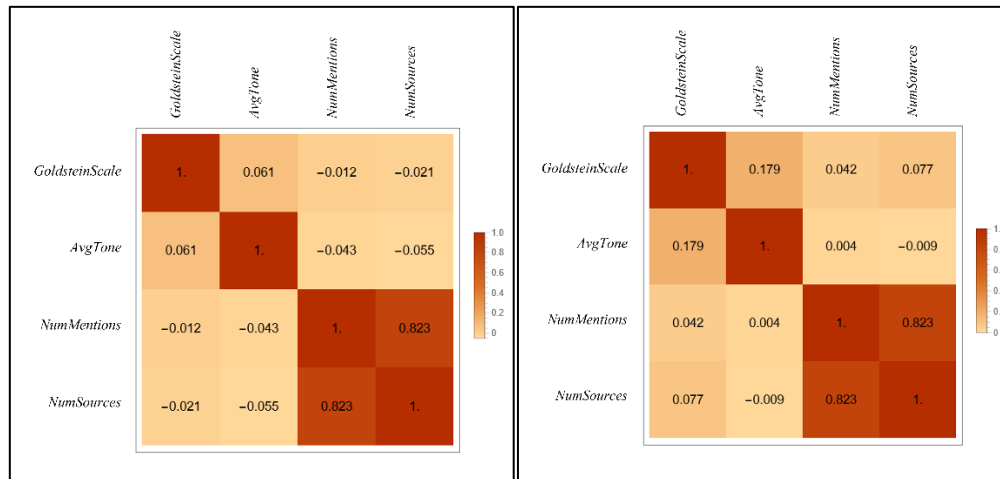 GoldsteinScale AvgTone NumMentions NumSources
GoldsteinScale 1. 0.061 −0.012 −0.021
AvgTone 0.061 1. −0.043 −0.055
NumMentions −0.012 −0.043 1. 0.823
NumSources −0.021 −0.055 0.823 1.
1.0
0.8
0.6
0.4
0.2
0
GoldsteinScale AvgTone NumMentions NumSources
GoldsteinScale 1. 0.179 0.042 0.077
AvgTone 0.179 1. 0.004 −0.009
NumMentions 0.042 0.004 1. 0.823
NumSources 0.077 −0.009 0.823 1.